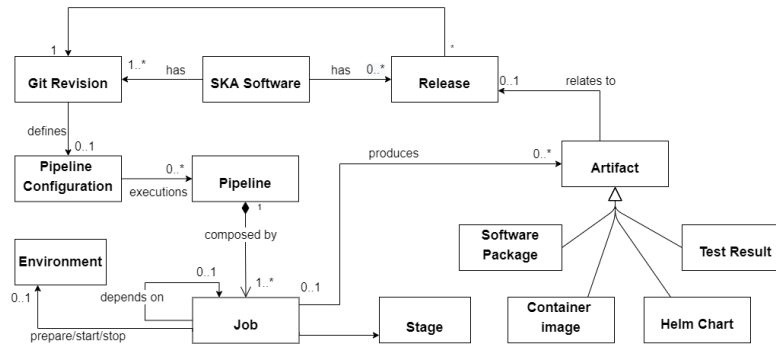 1
*
1..*
has
has
0..*
0..1
relates to
Git Revision
SKA Software
Release
defines
0..1
0..*
produces
0..*
Pipeline
Configuration
executions
Pipeline
Artifact
1
composed by
Software
Package
Test Result
Environment
0..1
0..1
depends on
1..*
0..1
Job
Stage
Container
image
Helm Chart
prepare/start/stop